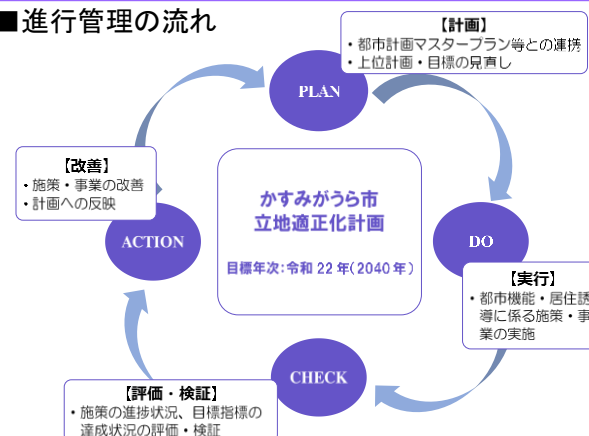 ■進行管理の流れ
【計画】
・都市計画マスタープラン等との連携
・上位計画・目標の見直し
PLAN
【改善】
・施策・事業の改善
・計画への反映
ACTION
かすみがうら市
立地適正化計画
目標年次:令和 22 年(2040 年)
DO
【実行】
・都市機能・居住誘
導に係る施策・事
業の実施
CHECK
【評価・検証】
・施策の進捗状況、目標指標の
達成状況の評価・検証